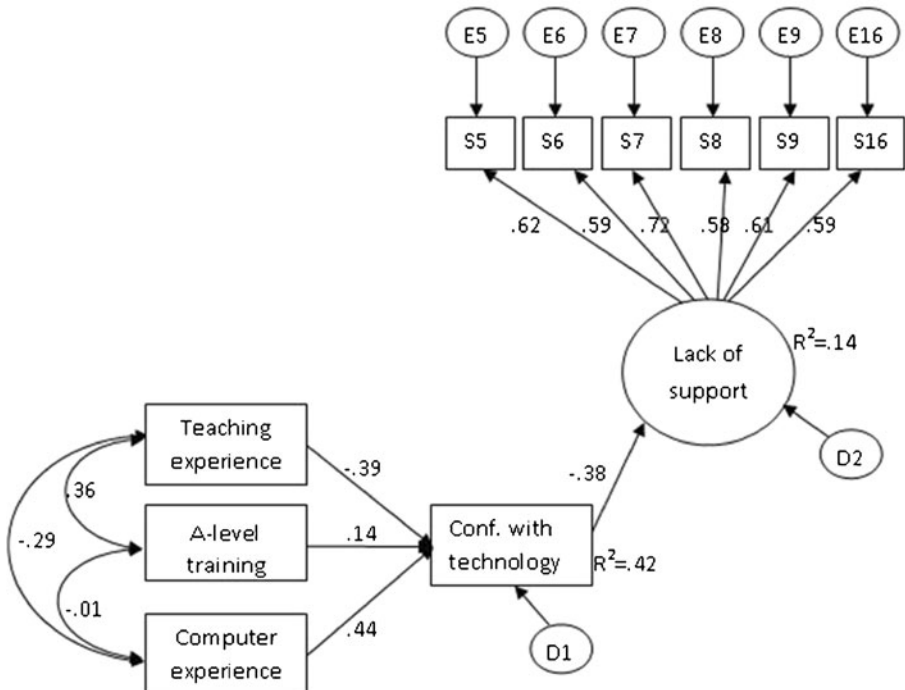 E5 E6 E7 E8 E9 E16
S5 S6 S7 S8 S9 S16
.62 .59 .72 .58 .61 .59
Lack of
support
R²=.14
D2
Teaching
experience
-.39
-.38
.36
A-level
training
.14
Conf. with
technology
-.29
R²=.42
-.01
.44
Computer
experience
D1